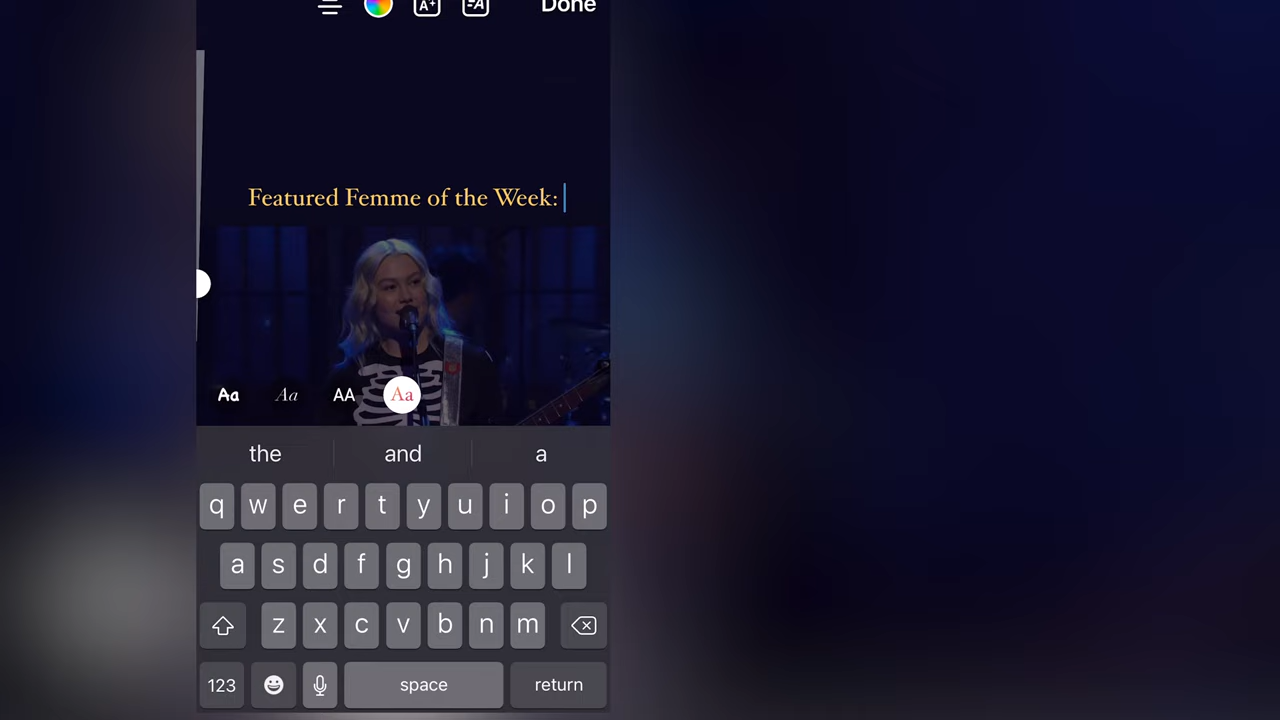 Done
Featured Femme of the Week:
Aa Aa AA Aa
the and a
q w e r t y u i o p
a s d f g h j k l
z x c v b n m
123 space return